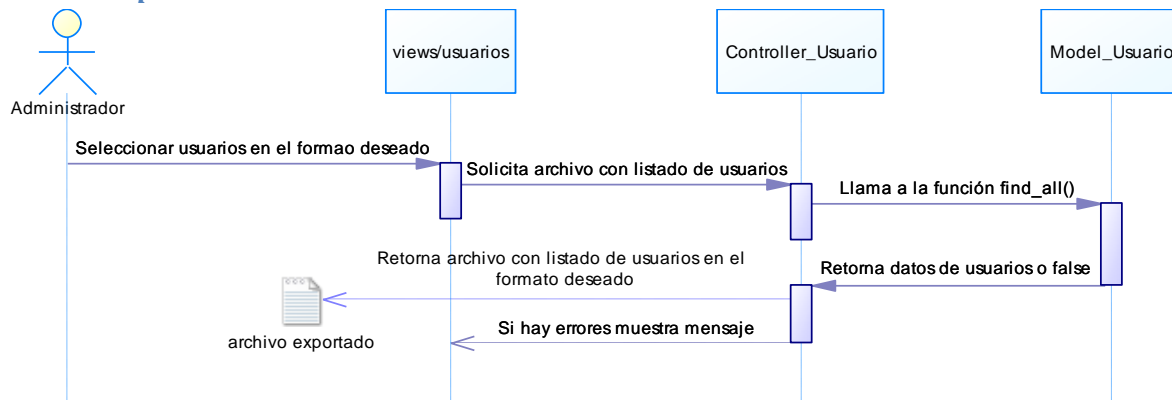 views/usuarios
Controller_Usuario
Model_Usuario
Administrador
Seleccionar usuarios en el formao deseado
Solicita archivo con listado de usuarios
Llama a la función find_all()
Retorna archivo con listado de usuarios en el
formato deseado
Retorna datos de usuarios o false
Si hay errores muestra mensaje
archivo exportado